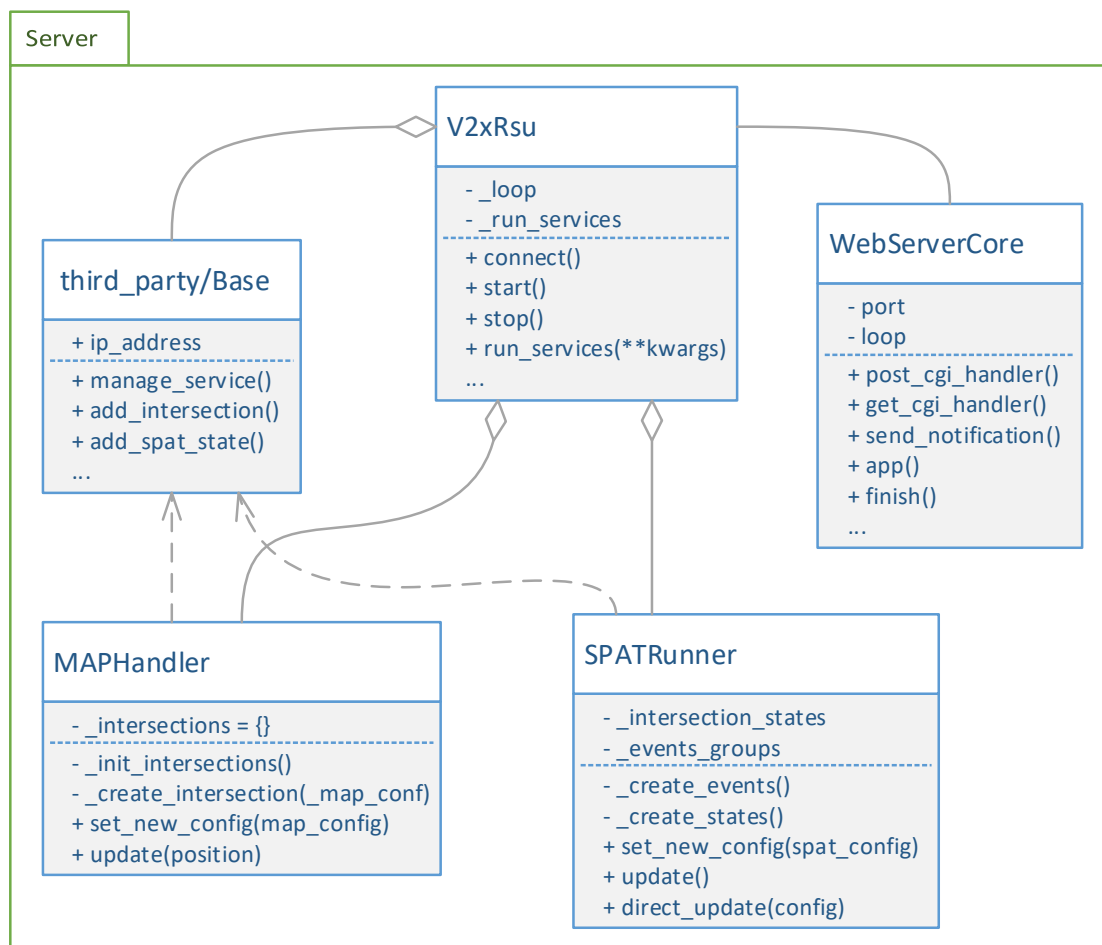 Server
V2xRsu
- _loop
- _run_services
+ connect()
+ start()
+ stop()
+ run_services(**kwargs)
...
third_party/Base
+ ip_address
+ manage_service()
+ add_intersection()
+ add_spat_state()
...
WebServerCore
- port
- loop
+ post_cgi_handler()
+ get_cgi_handler()
+ send_notification()
+ app()
+ finish()
...
MAPHandler
- _intersections = {}
- _init_intersections()
- _create_intersection(_map_conf)
+ set_new_config(map_config)
+ update(position)
SPATRunner
- _intersection_states
- _events_groups
- _create_events()
- _create_states()
+ set_new_config(spat_config)
+ update()
+ direct_update(config)